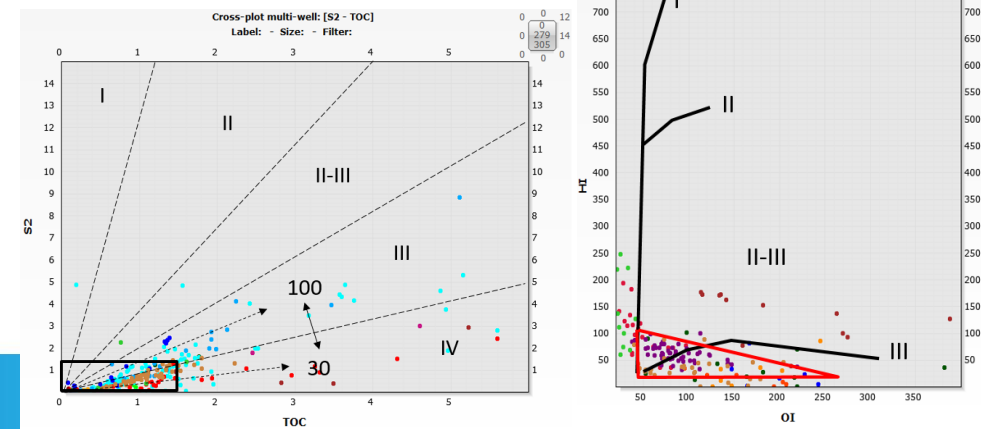 Cross-plot multi-well: [S2 - TOC]
Label: - Size: - Filter:
0 0 12
0 279 14
0 305 0
0
0 1 2 3 4 5
14 14
13 13
12 12
11 11
10 10
9 9
8 8
7 7
6 6
5 5
4 4
3 3
2 2
1 1
0 1 2 3 4 5
S2
TOC
I
II
II-III
III
IV
100
30
700 700
650 650
600 600
550 550
500 500
450 450
400 400
350 350
300 300
250 250
200 200
150 150
100 100
50 50
50 100 150 200 250 300 350
HI
OI
I
II
II-III
III